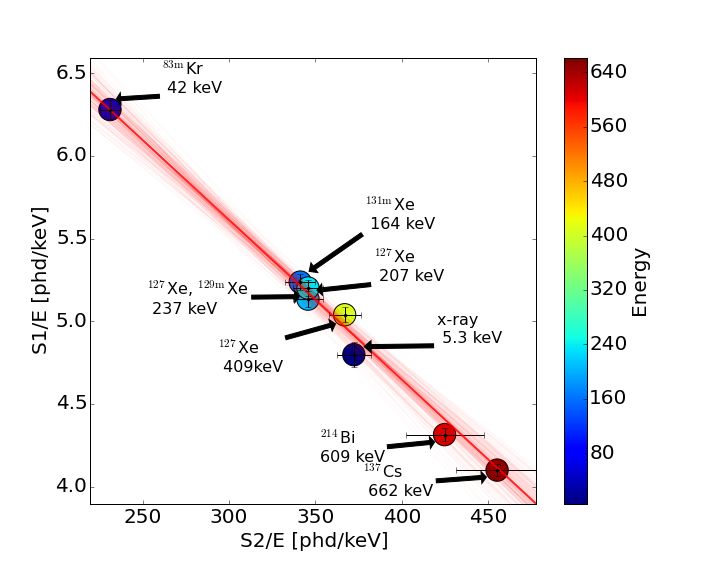 ⁸³ᵐKr
42 keV
¹³¹ᵐXe
164 keV
¹²⁷Xe
207 keV
¹²⁷Xe, ¹²⁹ᵐXe
237 keV
x-ray
5.3 keV
¹²⁷Xe
409keV
²¹⁴Bi
609 keV
¹³⁷Cs
662 keV
6.5
6.0
5.5
5.0
4.5
4.0
S1/E [phd/keV]
250 300 350 400 450
S2/E [phd/keV]
640
560
480
400
320
240
160
80
Energy